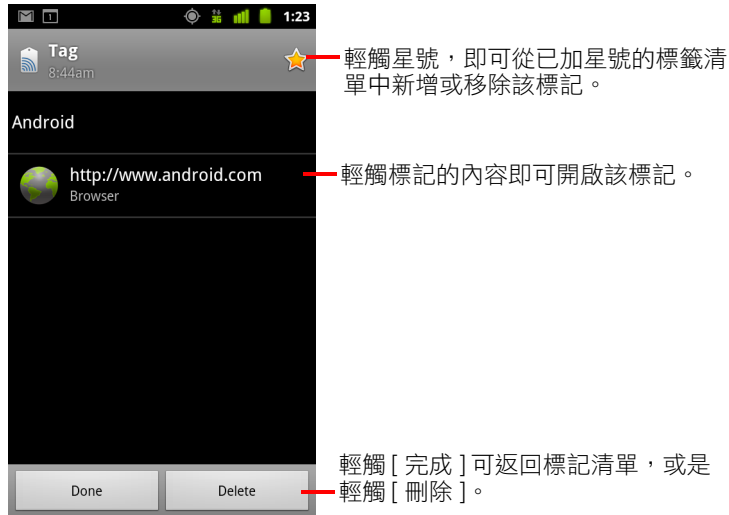 1
3G
1:23
Tag
8:44am
輕觸星號，即可從已加星號的標籤清
單中新增或移除該標記。
Android
http://www.android.com
Browser
輕觸標記的內容即可開啟該標記。
輕觸 [ 完成 ] 可返回標記清單，或是
輕觸 [ 刪除 ]。
Done
Delete